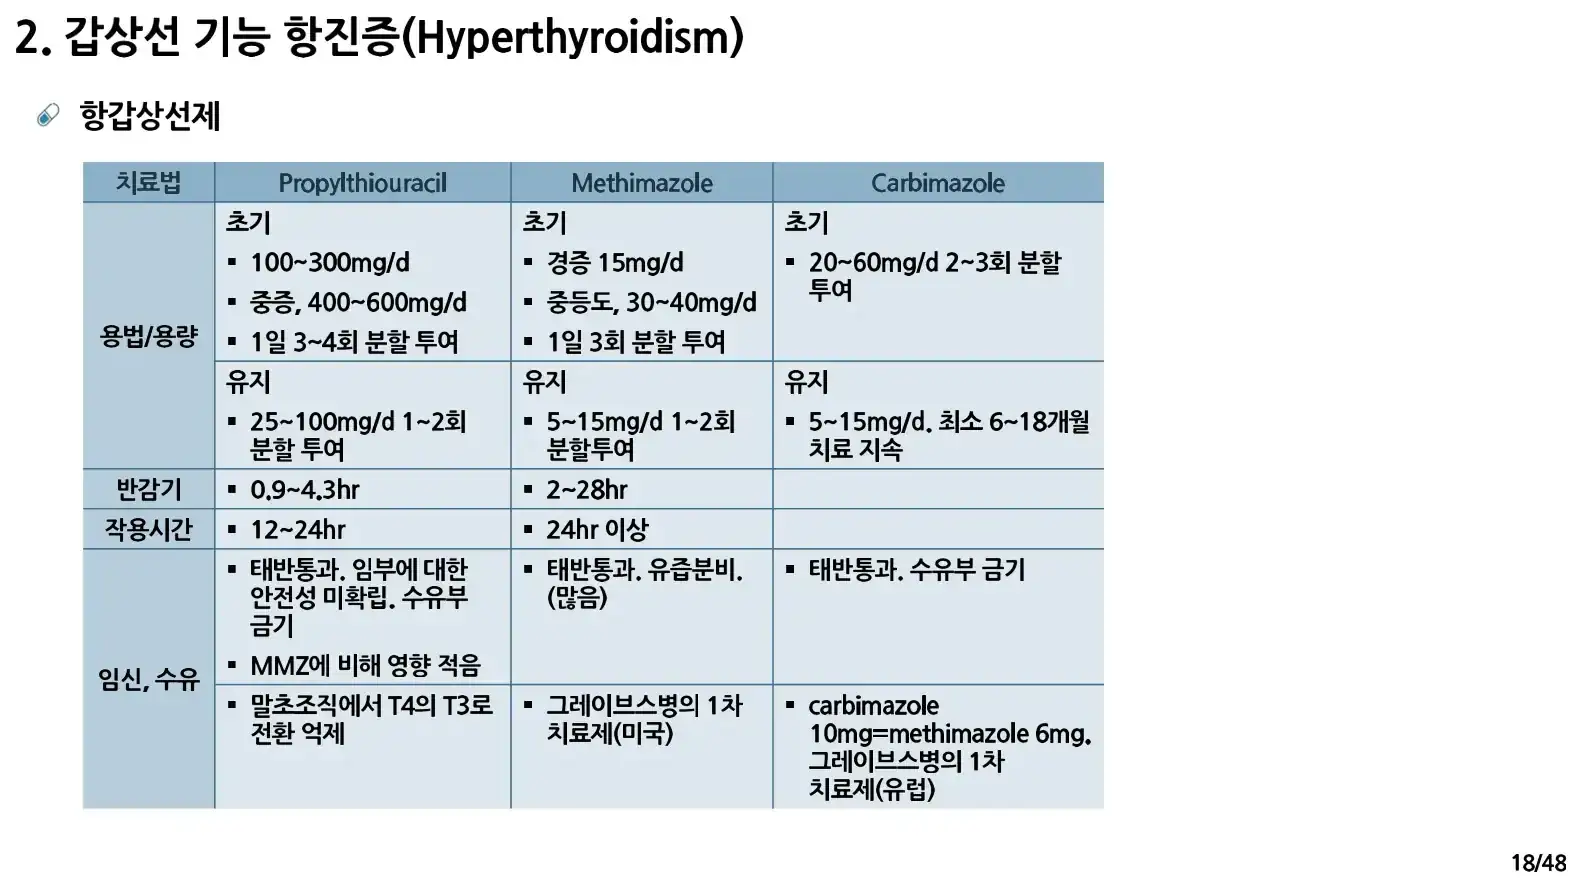 2. 갑상선 기능 항진증(Hyperthyroidism)
항갑상선제
치료법 Propylthiouracil Methimazole Carbimazole
용법/용량
초기
▪ 100~300mg/d
▪ 중증, 400~600mg/d
▪ 1일 3~4회 분할 투여
초기
▪ 경증 15mg/d
▪ 중등도, 30~40mg/d
▪ 1일 3회 분할 투여
초기
▪ 20~60mg/d 2~3회 분할
투여
유지
▪ 25~100mg/d 1~2회
분할 투여
유지
▪ 5~15mg/d 1~2회
분할투여
유지
▪ 5~15mg/d. 최소 6~18개월
치료 지속
반감기 ▪ 0.9~4.3hr ▪ 2~28hr
작용시간 ▪ 12~24hr ▪ 24hr 이상
임신, 수유
▪ 태반통과. 임부에 대한
안전성 미확립. 수유부
금기
▪ MMZ에 비해 영향 적음
▪ 태반통과. 유즙분비.
(많음)
▪ 태반통과. 수유부 금기
▪ 말초조직에서 T4의 T3로
전환 억제
▪ 그레이브스병의 1차
치료제(미국)
▪ carbimazole
10mg=methimazole 6mg.
그레이브스병의 1차
치료제(유럽)
18/48